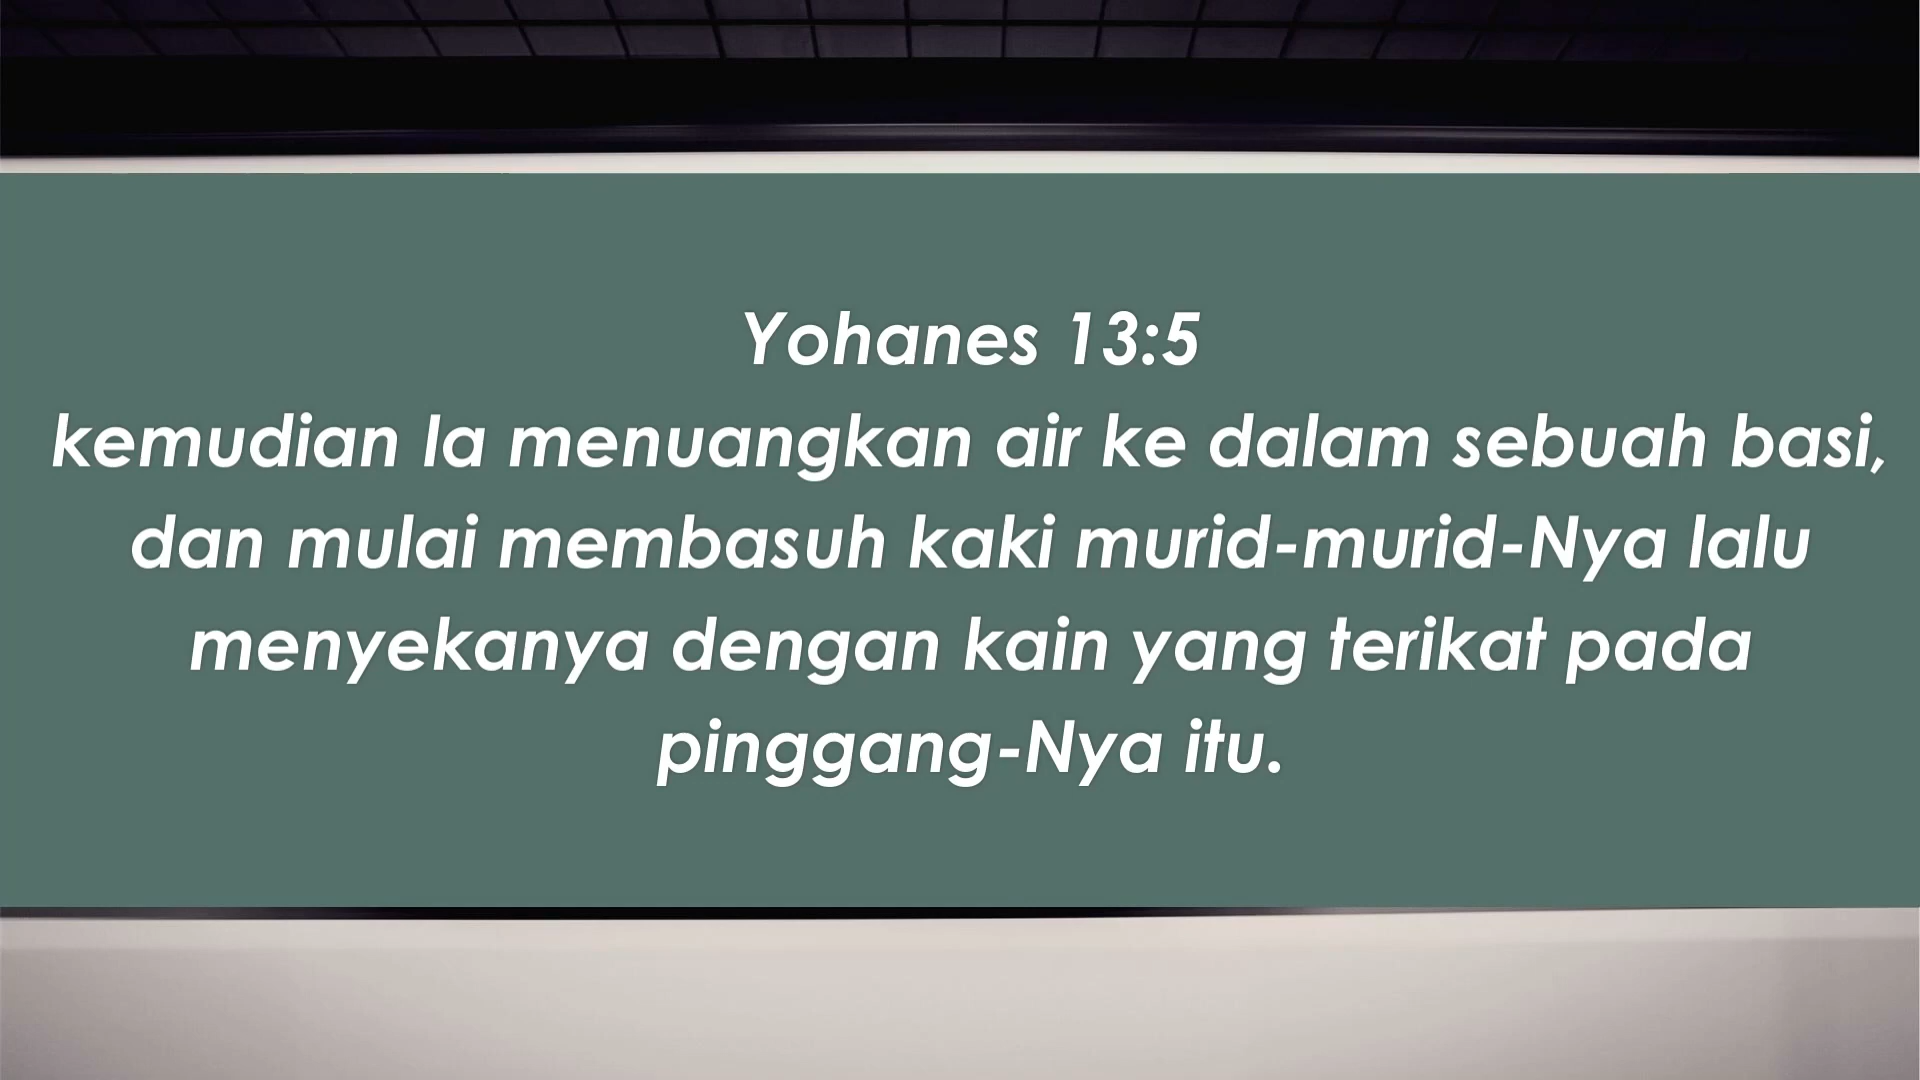 Yohanes 13:5
kemudian Ia menuangkan air ke dalam sebuah basi,
dan mulai membasuh kaki murid-murid-Nya lalu
menyekanya dengan kain yang terikat pada
pinggang-Nya itu.